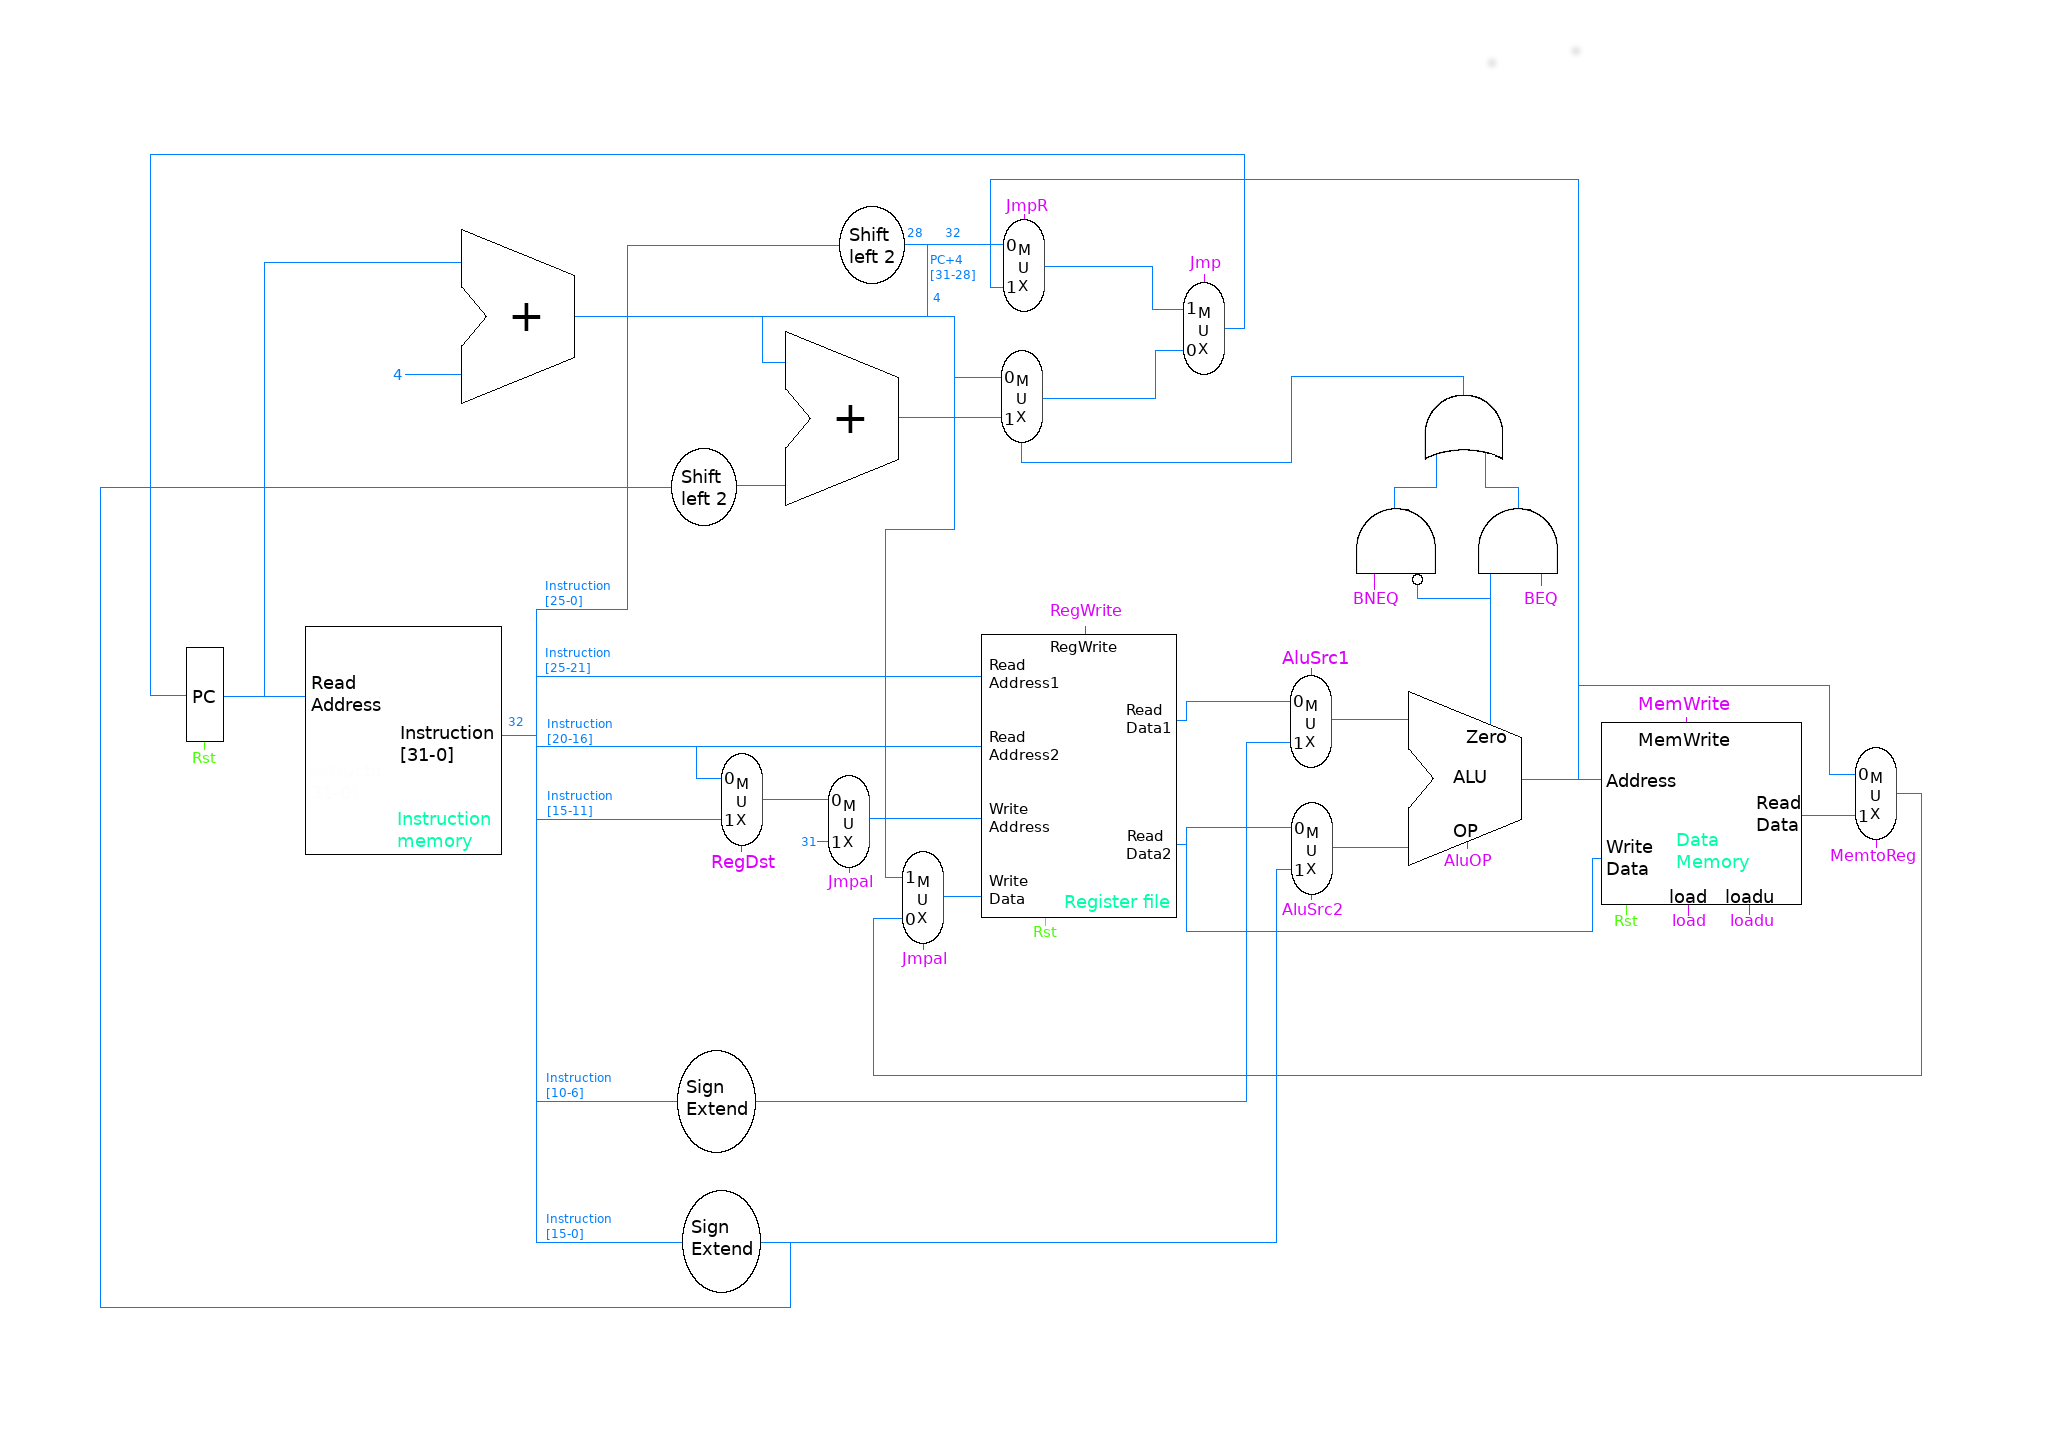 JmpR
Shift
left 2
28
32
PC+4
[31-28]
4
0
M
U
X
1
Jmp
1
M
U
X
0
+
4
+
0
M
U
X
1
Shift
left 2
Instruction
[25-0]
BNEQ
BEQ
PC
Rst
Read
Address
Instruction
[31-0]
Instruction
memory
32
Instruction
[25-21]
Instruction
[20-16]
Instruction
[15-11]
0
M
U
X
1
RegDst
0
M
U
X
1
31
Jmpal
1
M
U
X
0
Jmpal
RegWrite
RegWrite
Read
Address1
Read
Address2
Write
Address
Write
Data
Read
Data1
Read
Data2
Register file
Rst
AluSrc1
0
M
U
X
1
0
M
U
X
1
AluSrc2
Zero
ALU
OP
AluOP
MemWrite
MemWrite
Address
Read
Data
Write
Data
Data
Memory
load
loadu
Rst
load
loadu
0
M
U
X
1
MemtoReg
Instruction
[10-6]
Sign
Extend
Instruction
[15-0]
Sign
Extend